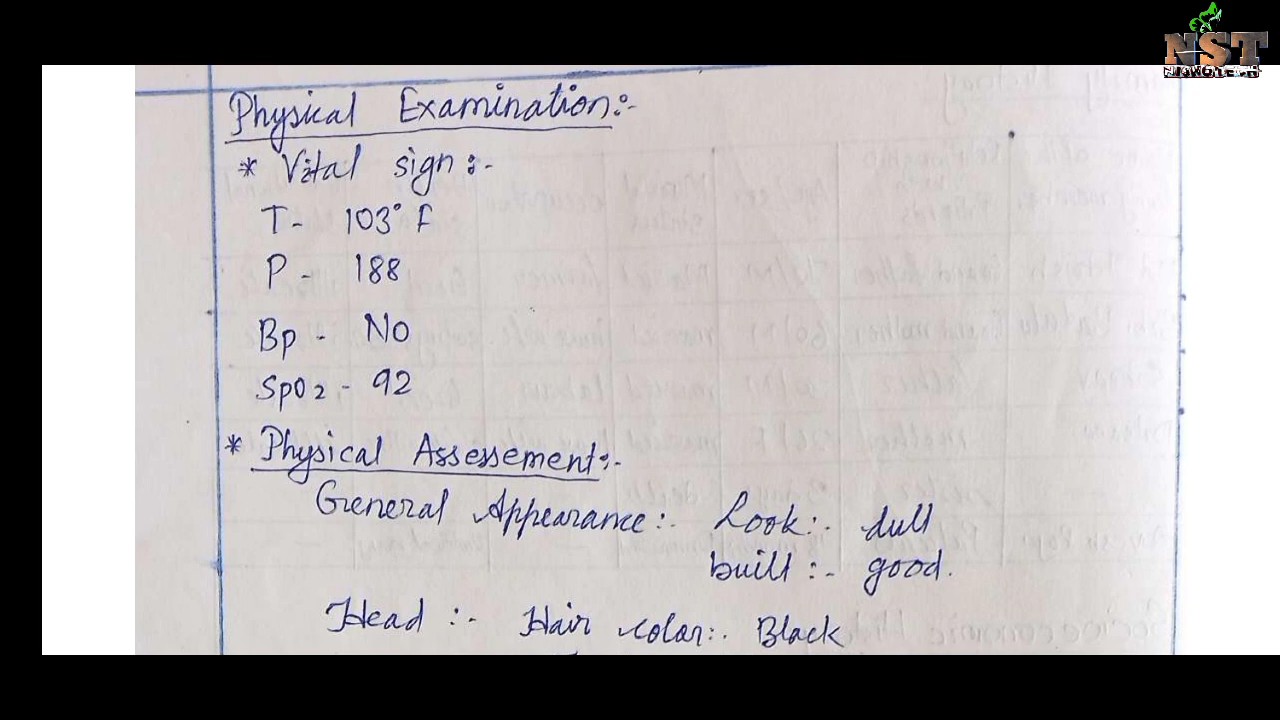 NST
Physical Examination:-
* Vital sign:-
T- 103° F
P - 188
Bp - NO
SpO2 - 92
* Physical Assessement:-
General Appearance:- Look:- dull
built:- good.
Head:- Hair color:- Black